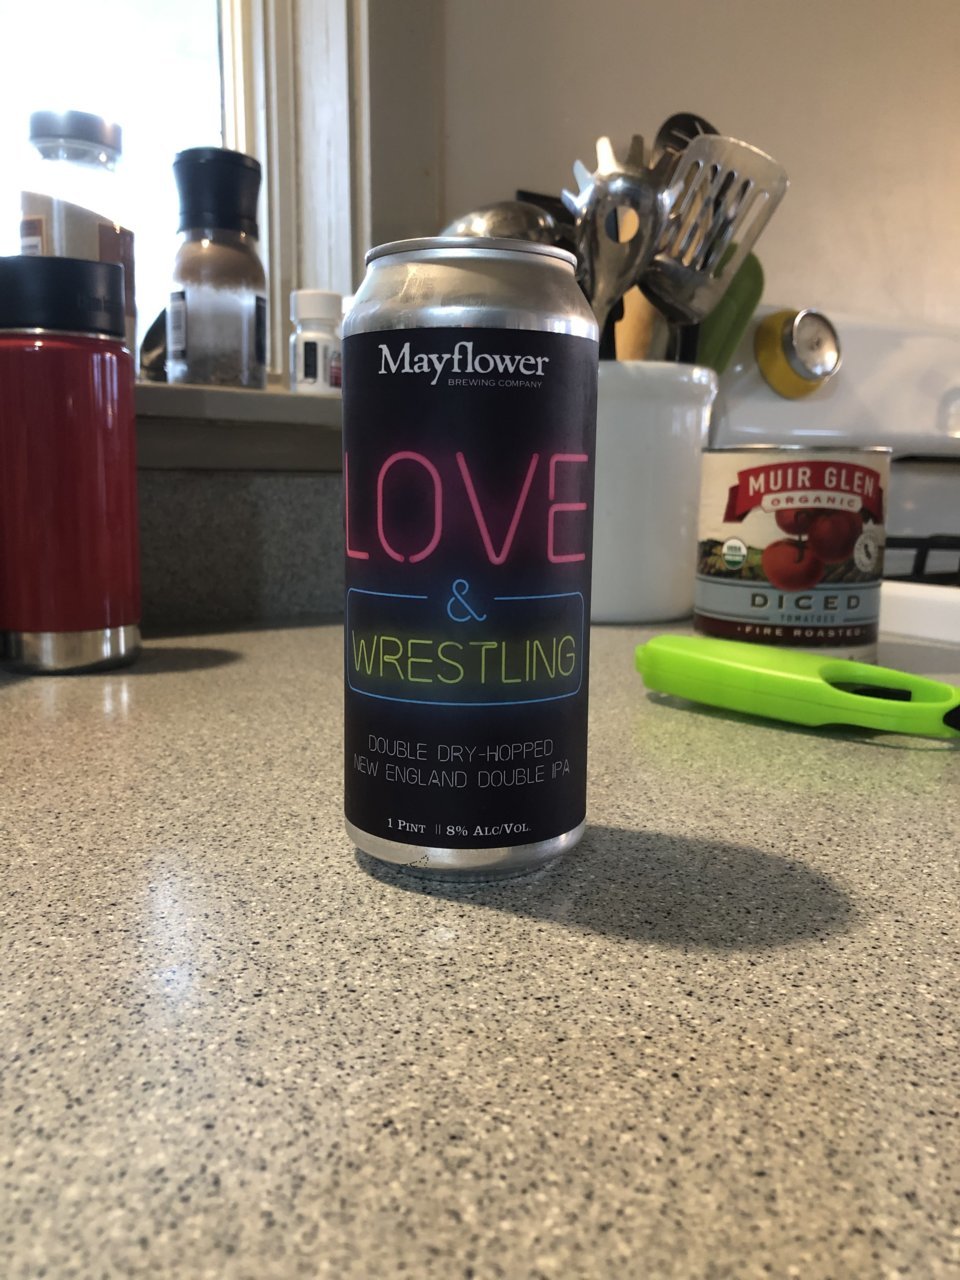 Mayflower
BREWING COMPANY
LOVE
&
WRESTLING
DOUBLE DRY-HOPPED
NEW ENGLAND DOUBLE IPA
1 PINT || 8% ALC/VOL.
MUIR GLEN
ORGANIC
USDA
DICED
TOMATOES
• FIRE ROASTED •